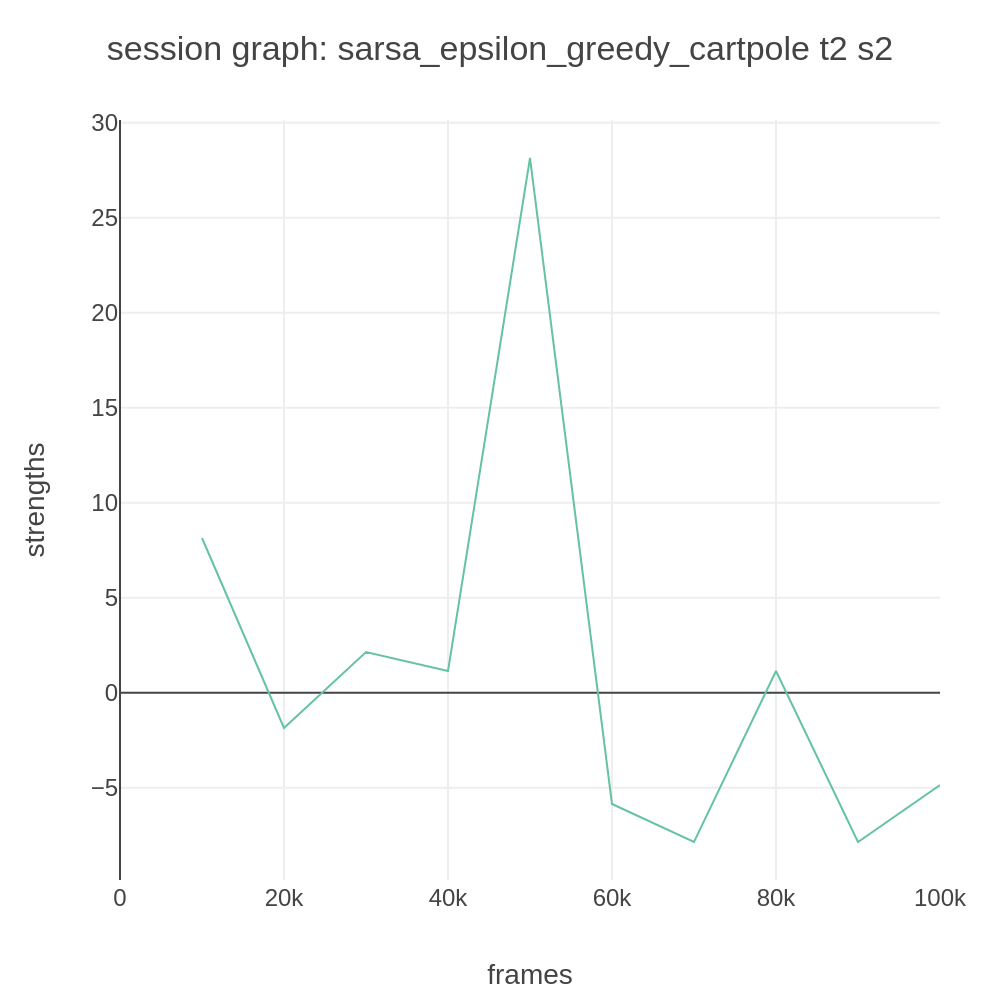 session graph: sarsa_epsilon_greedy_cartpole t2 s2
30
25
20
15
10
5
0
−5
strengths
0
20k
40k
60k
80k
100k
frames